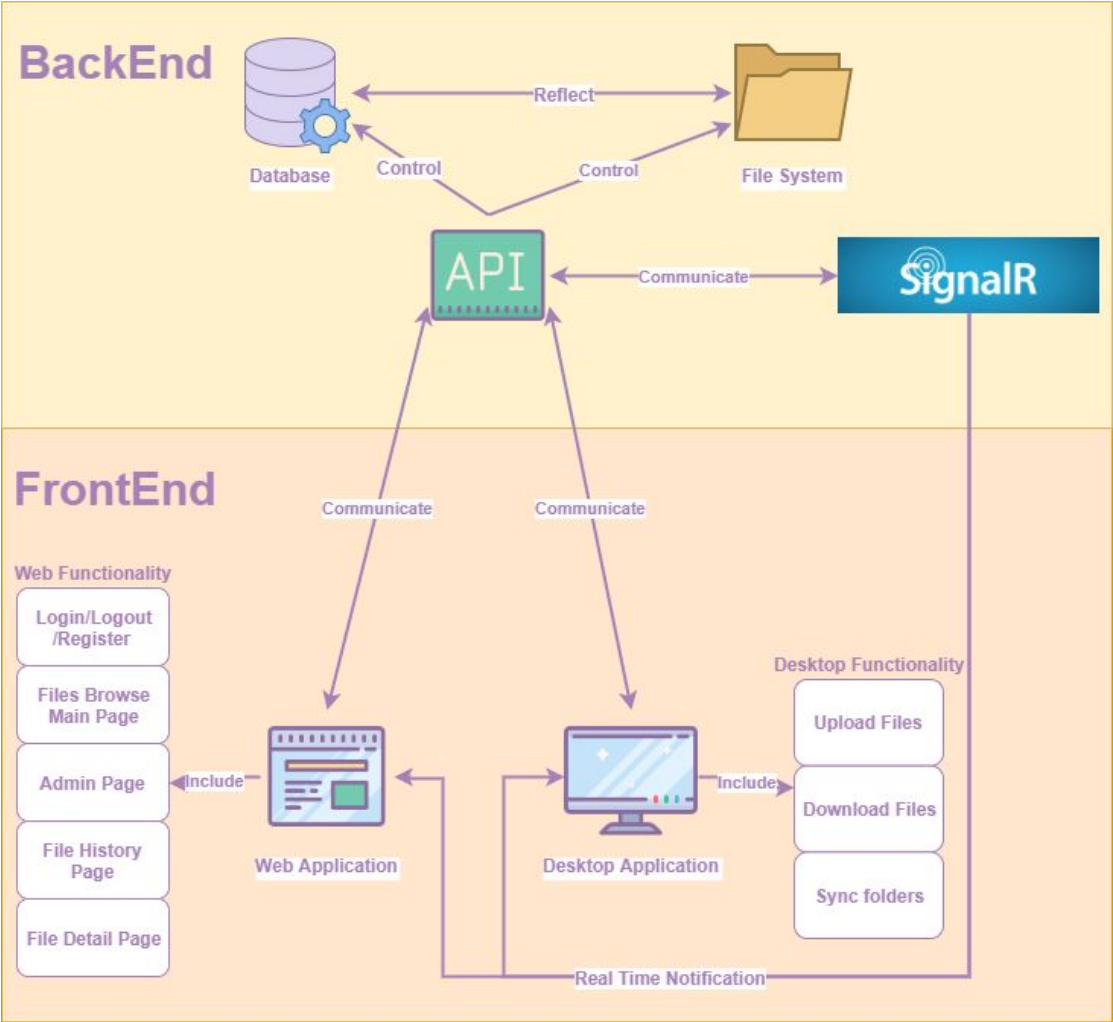 BackEnd
Reflect
Database
Control
Control
File System
API
Communicate
SignalR
FrontEnd
Communicate
Communicate
Web Functionality
Login/Logout
/Register
Files Browse
Main Page
Admin Page
File History
Page
File Detail Page
Include
Web Application
Desktop Application
Include
Desktop Functionality
Upload Files
Download Files
Sync folders
Real Time Notification